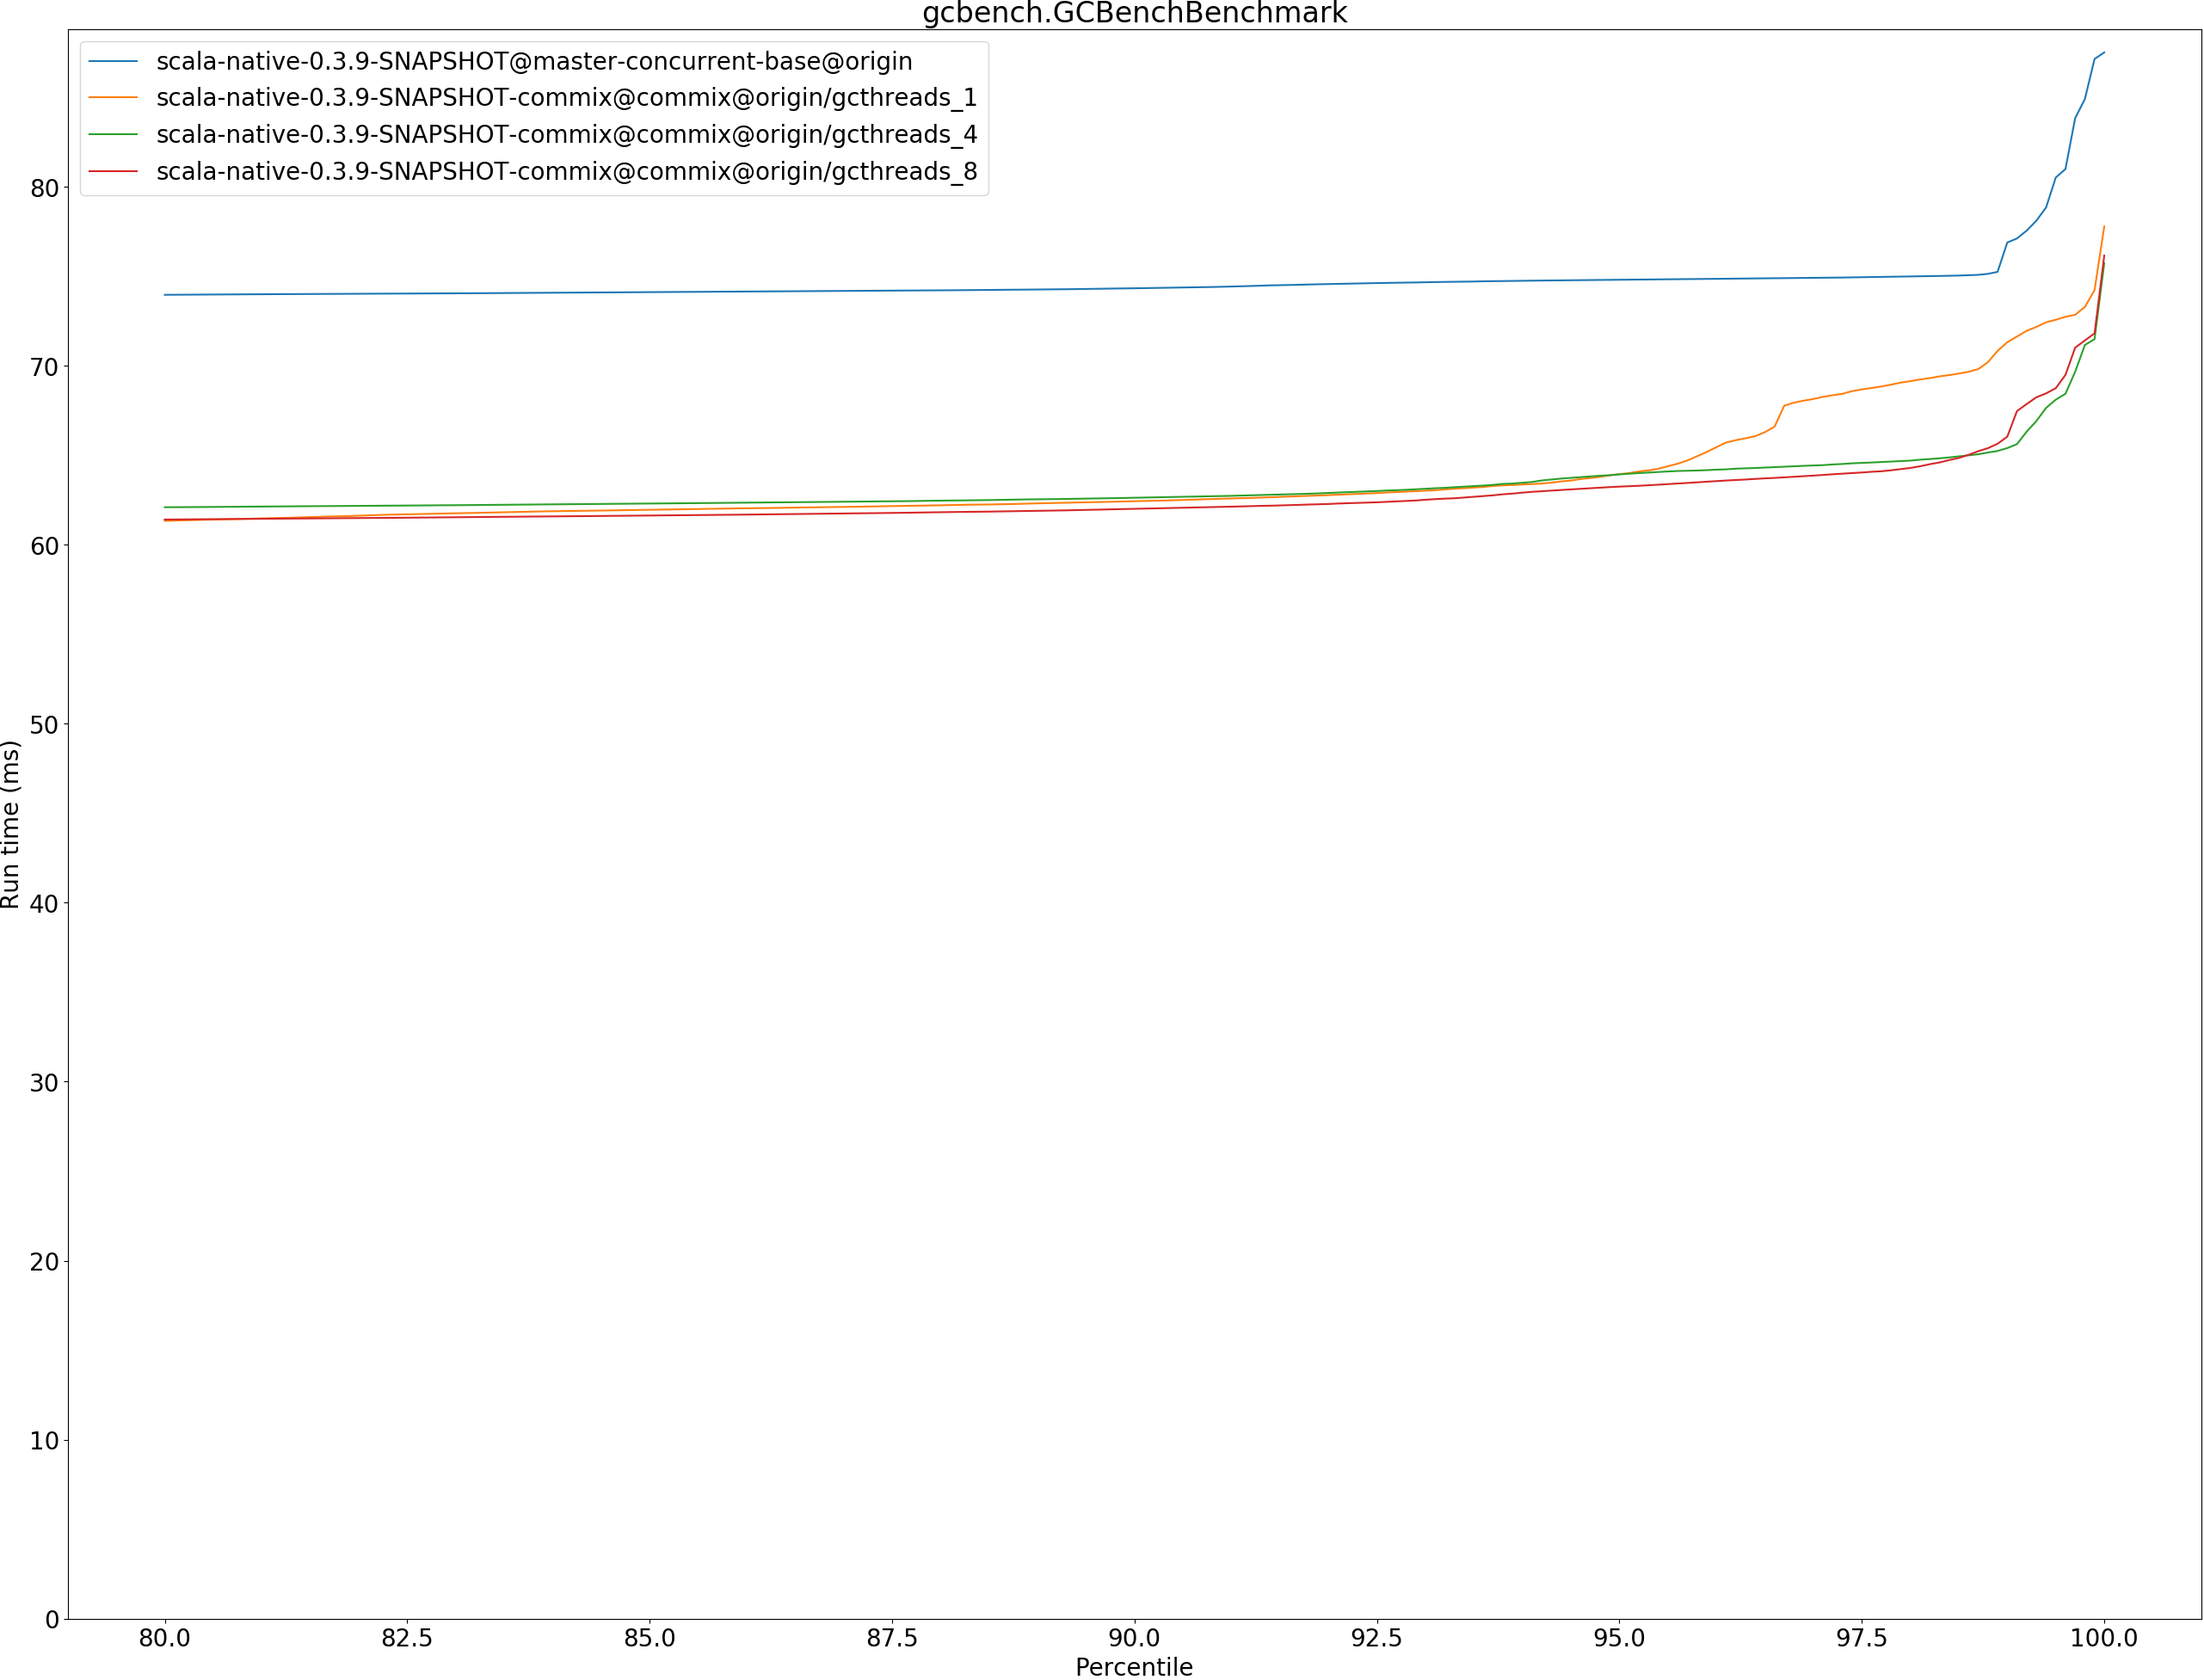 gcbench.GCBenchBenchmark
scala-native-0.3.9-SNAPSHOT@master-concurrent-base@origin
scala-native-0.3.9-SNAPSHOT-commix@commix@origin/gcthreads_1
scala-native-0.3.9-SNAPSHOT-commix@commix@origin/gcthreads_4
scala-native-0.3.9-SNAPSHOT-commix@commix@origin/gcthreads_8
80
70
60
50
40
30
20
10
0
Run time (ms)
80.0 82.5 85.0 87.5 90.0 92.5 95.0 97.5 100.0
Percentile